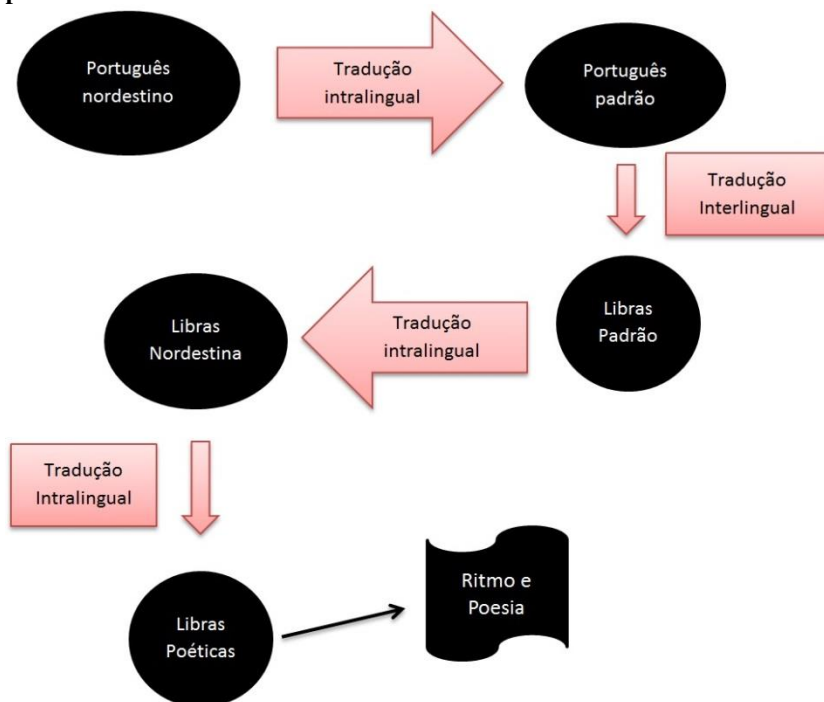 Português
nordestino
Tradução
intralingual
Português
padrão
Tradução
Interlingual
Libras
Padrão
Tradução
intralingual
Libras
Nordestina
Tradução
Intralingual
Libras
Poéticas
Ritmo e
Poesia